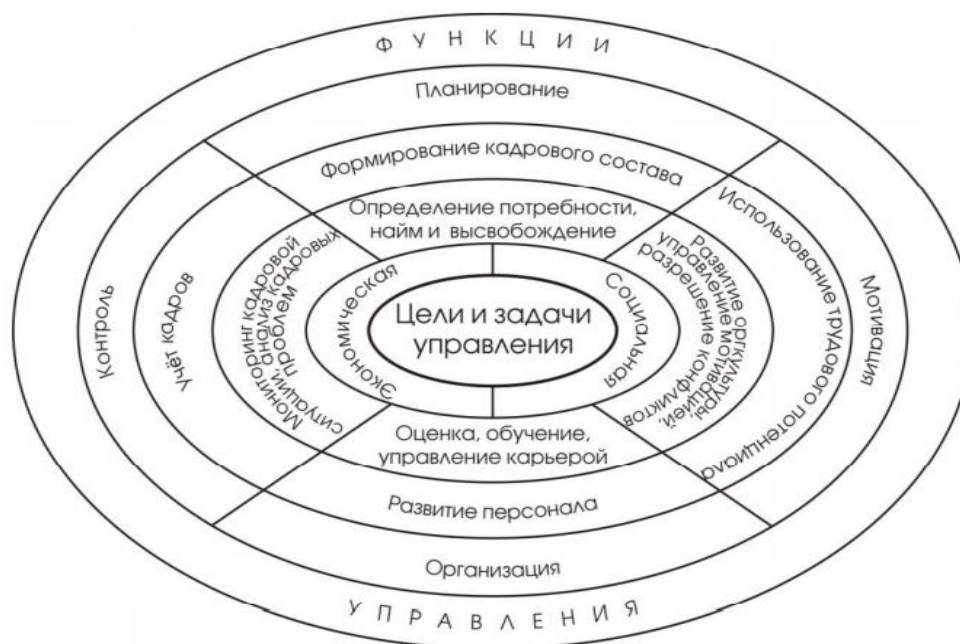 ФУНКЦИИ
Планирование
Формирование кадрового состава
Определение потребности,
найм и высвобождение
Контроль
Учёт кадров
Мониторинг кадровой
ситуации, анализ кадровых
проблем
Экономическая
Цели и задачи
управления
Социальная
Развитие оргкультуры,
управление мотивацией,
разрешение конфликтов
Использование трудового потенциала
Мотивация
Оценка, обучение,
управление карьерой
Развитие персонала
Организация
УПРАВЛЕНИЯ